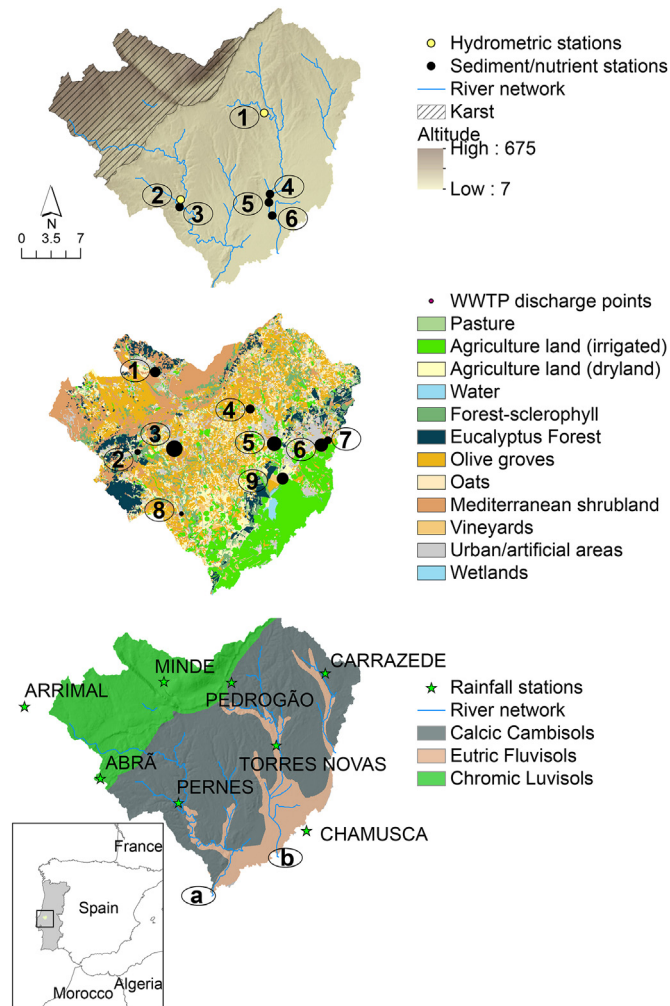 Hydrometric stations
Sediment/nutrient stations
River network
Karst
Altitude
High : 675
Low : 7
1
2
3
4
5
6
N
0 3.5 7
WWTP discharge points
Pasture
Agriculture land (irrigated)
Agriculture land (dryland)
Water
Forest-sclerophyll
Eucalyptus Forest
Olive groves
Oats
Mediterranean shrubland
Vineyards
Urban/artificial areas
Wetlands
1
2
3
4
5
6
7
8
9
MINDE
CARRAZEDE
ARRIMAL
PEDROGÃO
ABRÃ
TORRES NOVAS
PERNES
CHAMUSCA
b
a
Rainfall stations
River network
Calcic Cambisols
Eutric Fluvisols
Chromic Luvisols
France
Spain
Algeria
Morocco